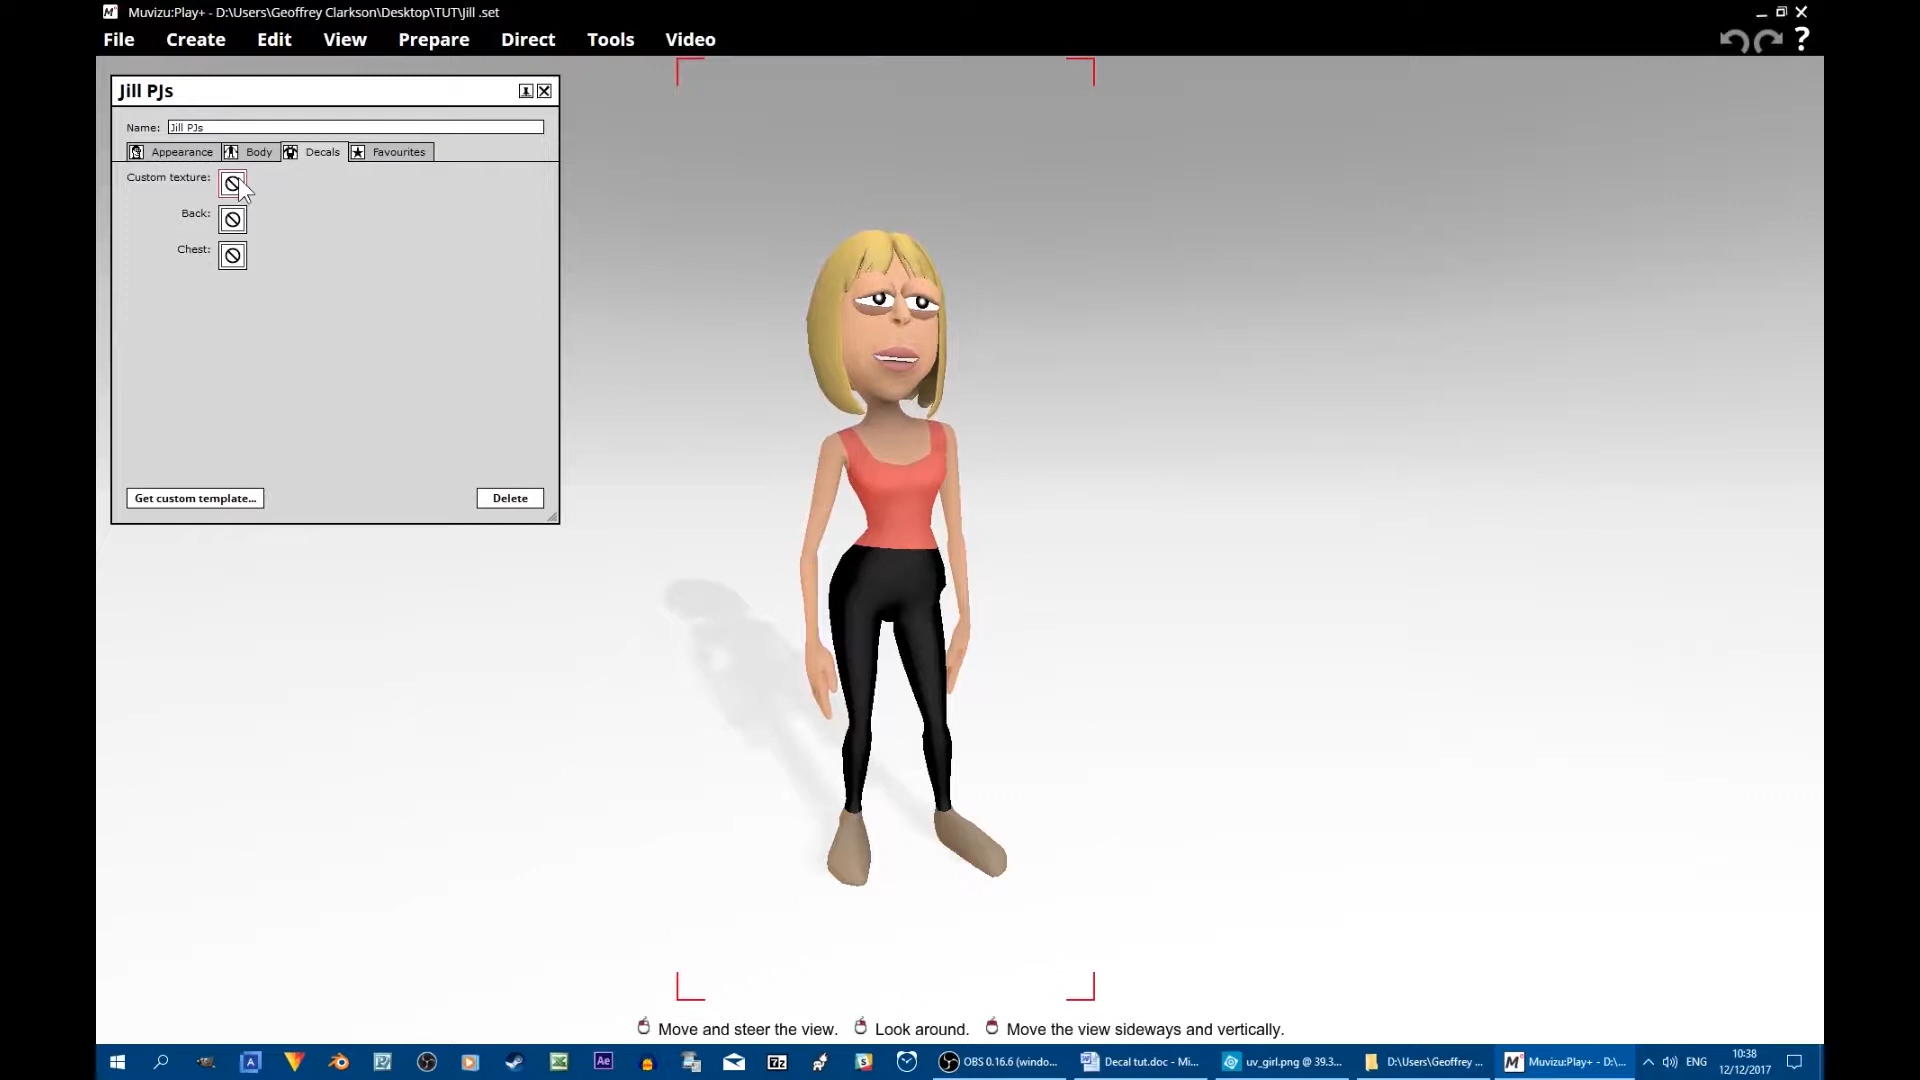 Muvizu:Play+ - D:\Users\Geoffrey Clarkson\Desktop\TUT\Jill .set
File Create Edit View Prepare Direct Tools Video ?
Jill PJs
Name: Jill PJs
Appearance Body Decals Favourites
Custom texture:
Back:
Chest:
Get custom template... Delete
Move and steer the view. Look around. Move the view sideways and vertically.
OBS 0.16.6 (windo... Decal tut.doc - Mi... uv_girl.png @ 39.3... D:\Users\Geoffrey ... Muvizu:Play+ - D:\... ENG 10:38
12/12/2017